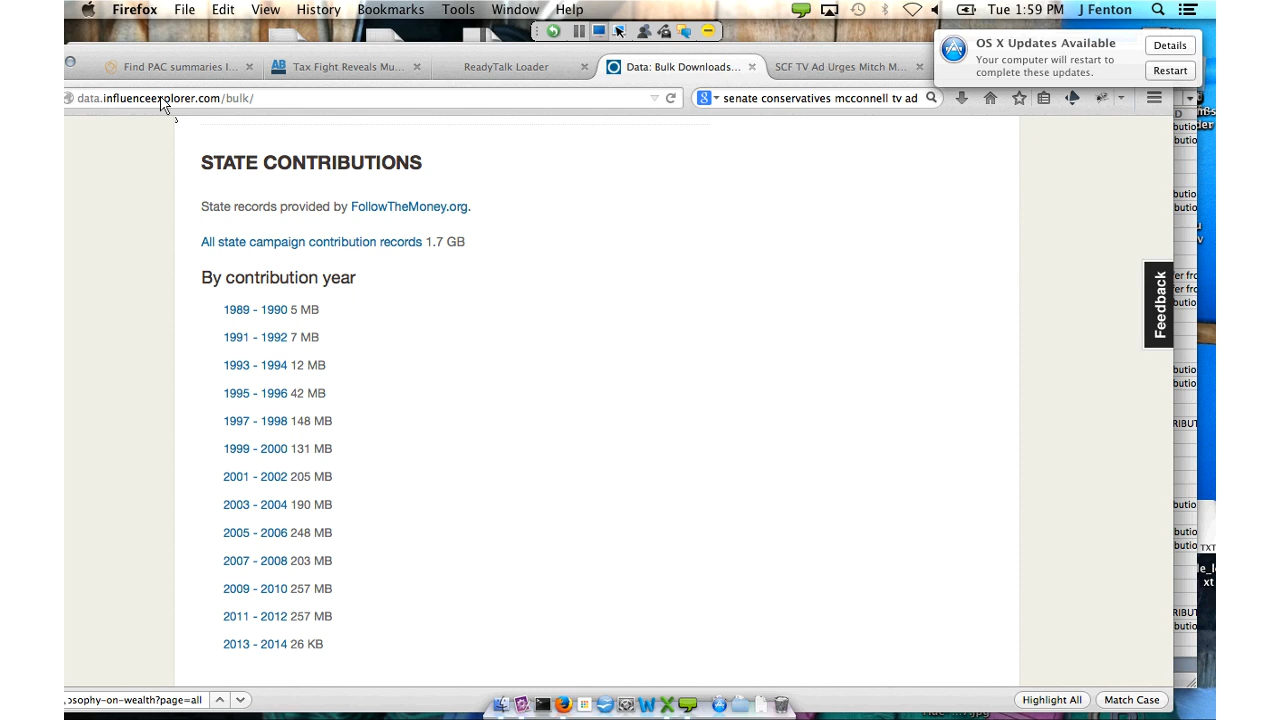 Firefox File Edit View History Bookmarks Tools Window Help Tue 1:59 PM J Fenton
OS X Updates Available
Your computer will restart to
complete these updates.
Details
Restart
Find PAC summaries I...
Tax Fight Reveals Mu...
ReadyTalk Loader
Data: Bulk Downloads...
SCF TV Ad Urges Mitch M...
data.influenceexplorer.com/bulk/
senate conservatives mcconnell tv ad
STATE CONTRIBUTIONS
State records provided by FollowTheMoney.org.
All state campaign contribution records 1.7 GB
By contribution year
1989 - 1990 5 MB
1991 - 1992 7 MB
1993 - 1994 12 MB
1995 - 1996 42 MB
1997 - 1998 148 MB
1999 - 2000 131 MB
2001 - 2002 205 MB
2003 - 2004 190 MB
2005 - 2006 248 MB
2007 - 2008 203 MB
2009 - 2010 257 MB
2011 - 2012 257 MB
2013 - 2014 26 KB
Feedback
osophy-on-wealth?page=all
Highlight All
Match Case